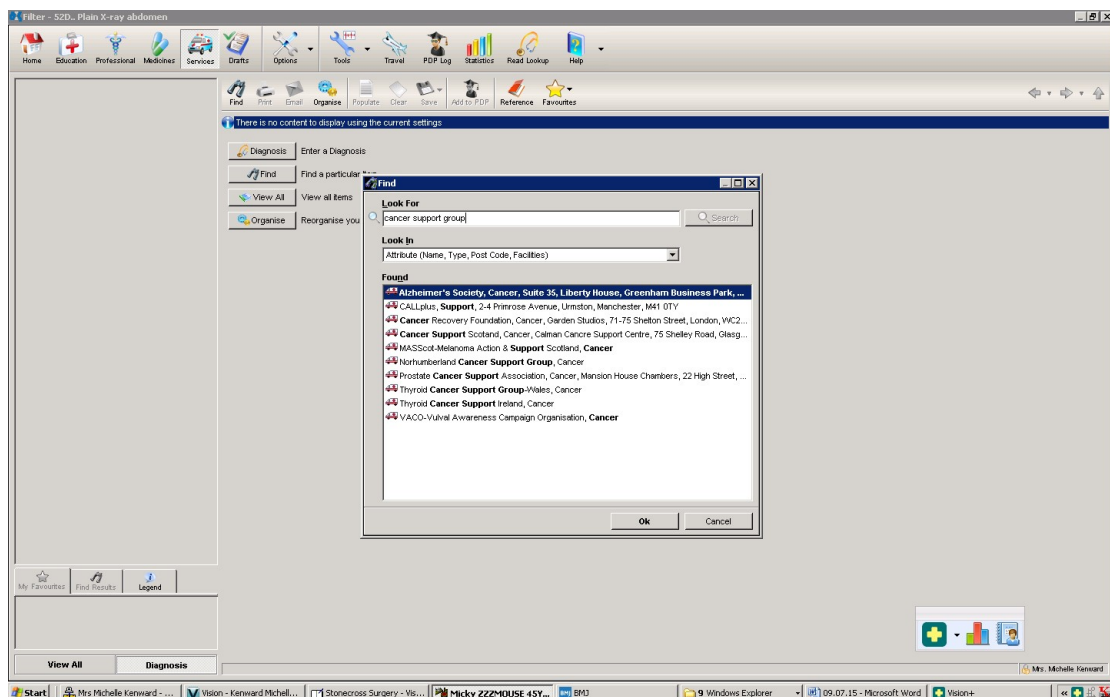 Filter - 52D.. Plain X-ray abdomen
Home Education Professional Medicines Services Drafts Options Tools Travel PDP Log Statistics Read Lookup Help
Find Print Email Organise Populate Clear Save Add to PDP Reference Favourites
There is no content to display using the current settings
Diagnosis Enter a Diagnosis
Find Find a particular
View All View all items
Organise Reorganise you
Find
Look For
cancer support group
Search
Look In
Attribute (Name, Type, Post Code, Facilities)
Found
Alzheimer's Society, Cancer, Suite 35, Liberty House, Greenham Business Park, ...
CALLplus, Support, 2-4 Primrose Avenue, Urmston, Manchester, M41 0TY
Cancer Recovery Foundation, Cancer, Garden Studios, 71-75 Shelton Street, London, WC2...
Cancer Support Scotand, Cancer, Calman Cancre Support Centre, 75 Shelley Road, Glasg...
MASScot-Melanoma Action & Support Scotland, Cancer
Norhumberland Cancer Support Group, Cancer
Prostate Cancer Support Association, Cancer, Mansion House Chambers, 22 High Street, ...
Thyroid Cancer Support Group-Wales, Cancer
Thyroid Cancer Support Ireland, Cancer
VACO-Vulval Awareness Campaign Organisation, Cancer
Ok Cancel
My Favourites Find Results Legend
View All Diagnosis
Mrs. Michelle Kenward
Start Mrs Michelle Kenward - ... Vision - Kenward Michell... Stonecross Surgery - Vis... Micky ZZZMOUSE 45Y... BMJ BMJ 9 Windows Explorer 09.07.15 - Microsoft Word Vision+